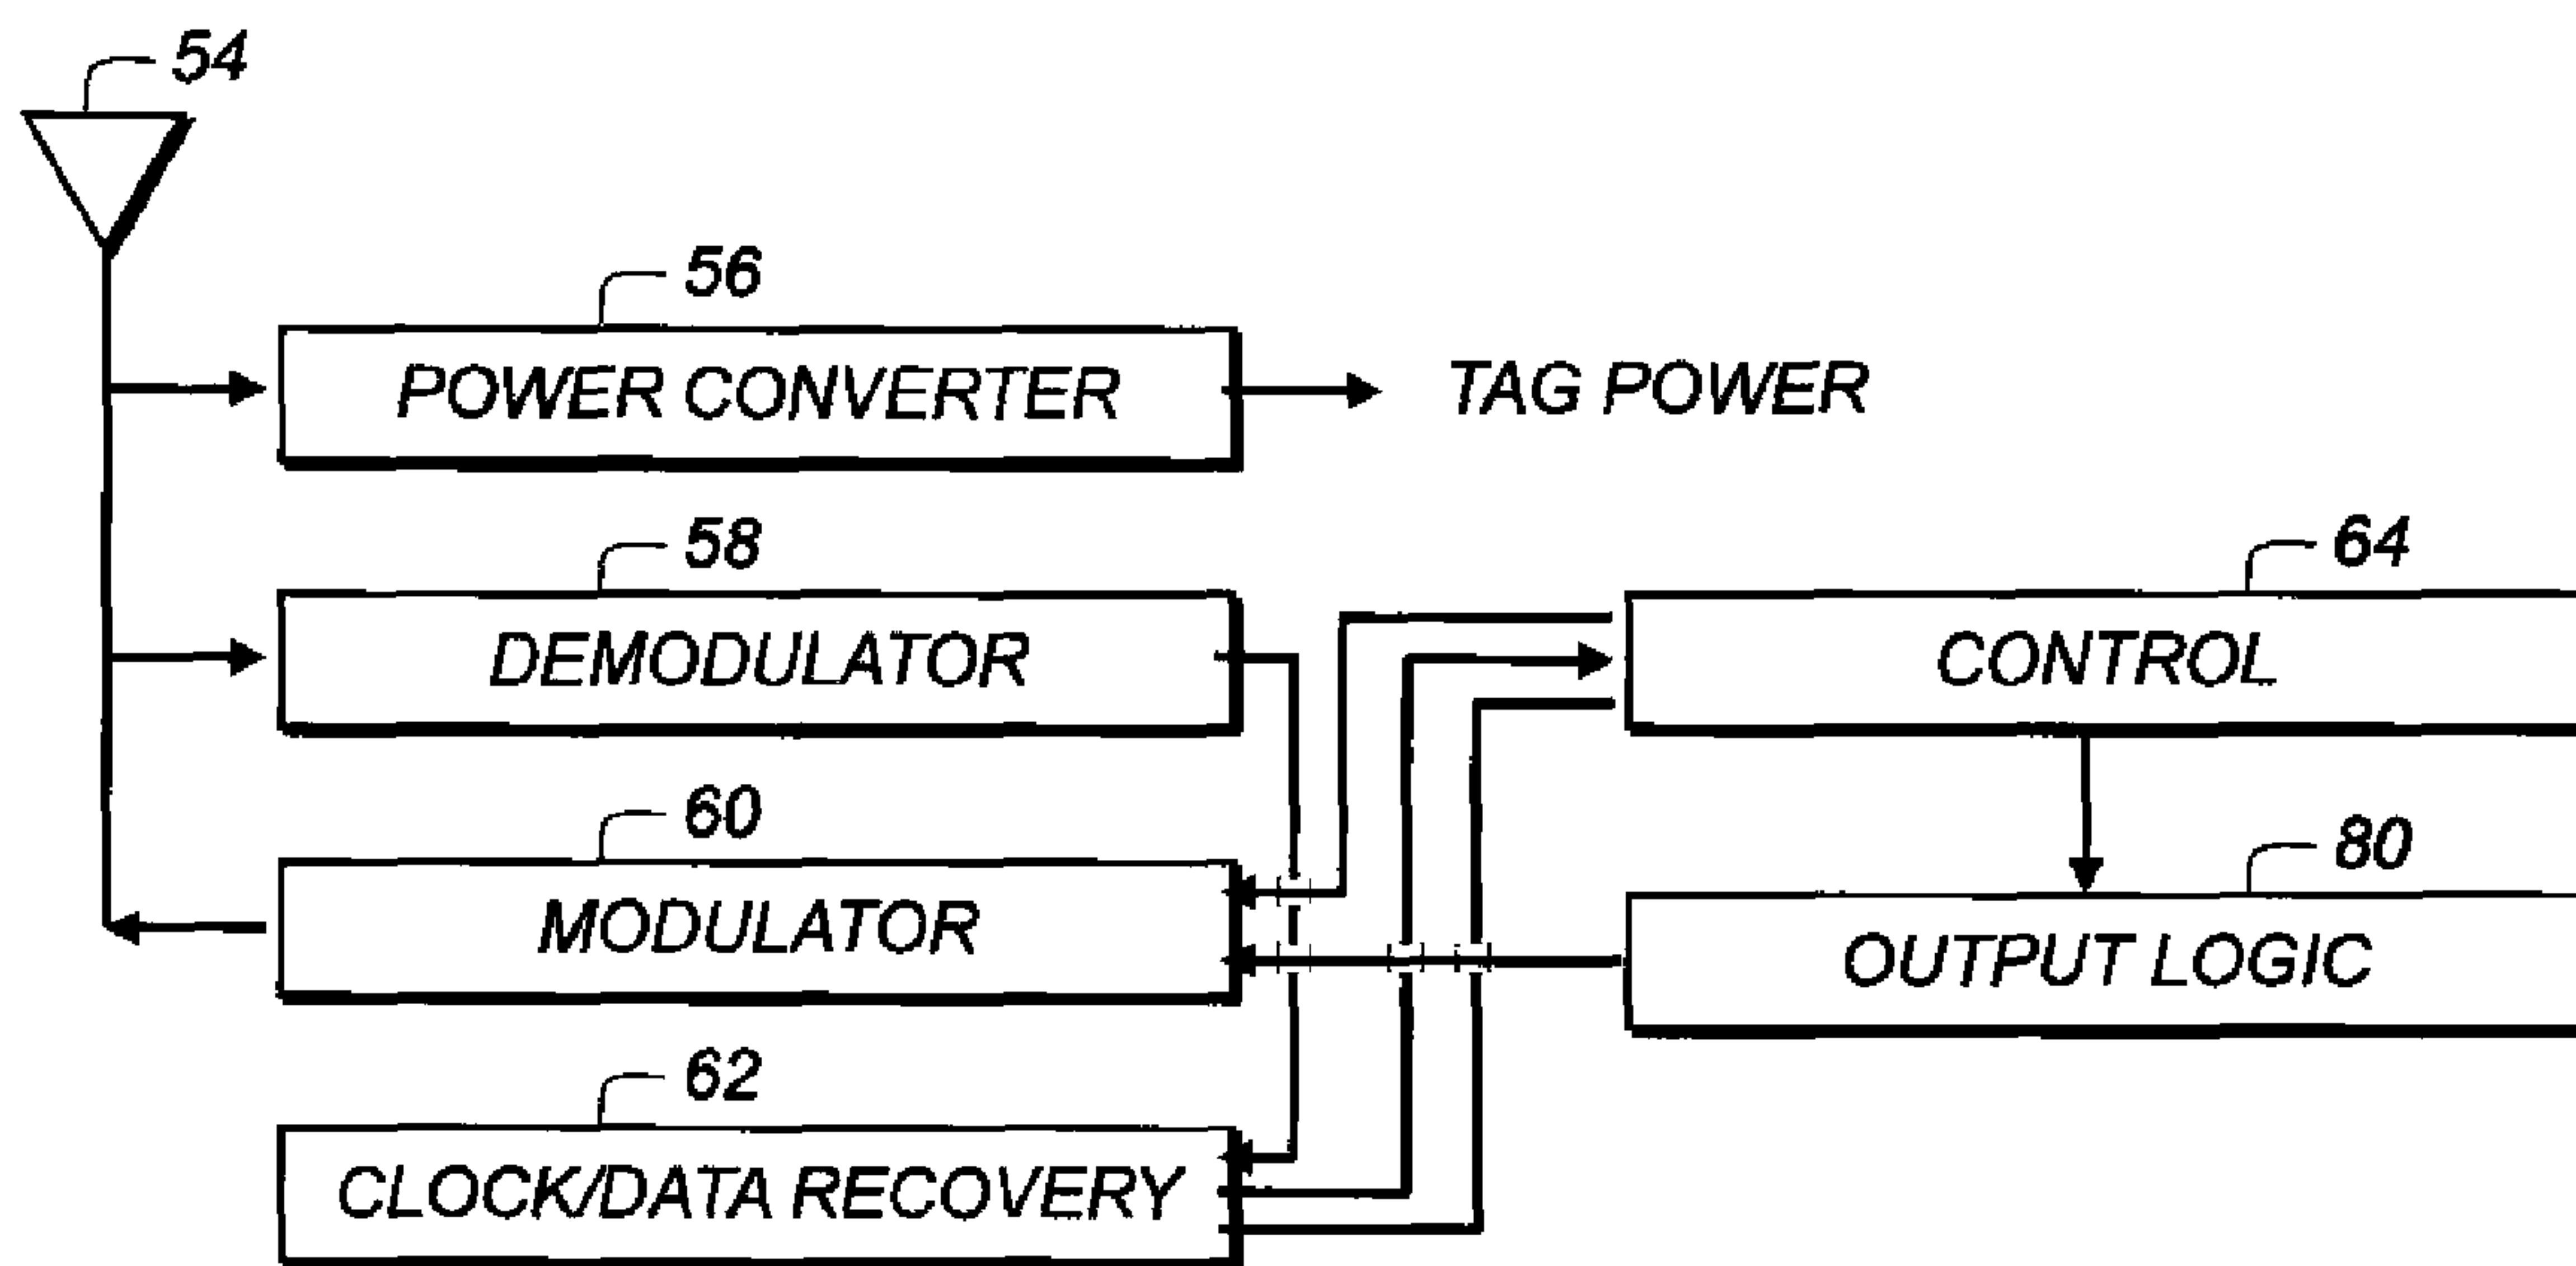 54
56
POWER CONVERTER
TAG POWER
58
DEMODULATOR
64
CONTROL
60
MODULATOR
80
OUTPUT LOGIC
62
CLOCK/DATA RECOVERY